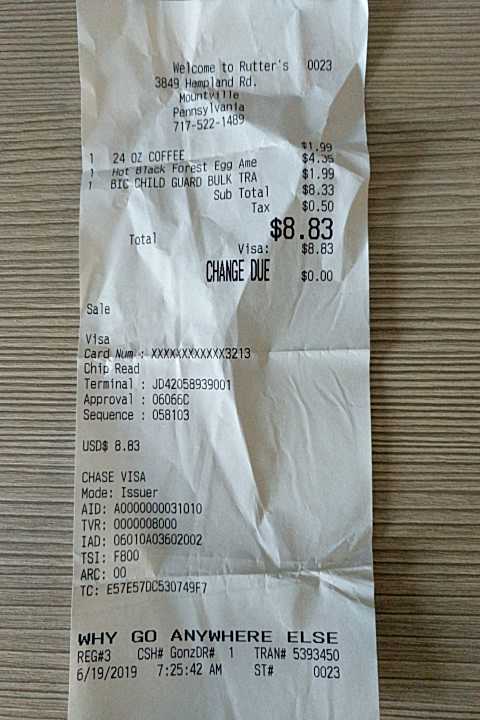 Welcome to Rutter's 0023
3849 Hempland Rd.
Mountville
Pennsylvania
717-522-1489
1 24 OZ COFFEE $1.99
1 Hot Black Forest Egg Ame $4.35
1 BIC CHILD GUARD BULK TRA $1.99
Sub Total $8.33
Tax $0.50
Total $8.83
Visa: $8.83
CHANGE DUE $0.00
Sale
Visa
Card Num : XXXXXXXXXXXX3213
Chip Read
Terminal : JD42058939001
Approval : 06066C
Sequence : 058103
USD$ 8.83
CHASE VISA
Mode: Issuer
AID: A0000000031010
TVR: 0000008000
IAD: 06010A03602002
TSI: F800
ARC: 00
TC: E57E57DC530749F7
WHY GO ANYWHERE ELSE
REG#3 CSH# GonzDR# 1 TRAN# 5393450
6/19/2019 7:25:42 AM ST# 0023